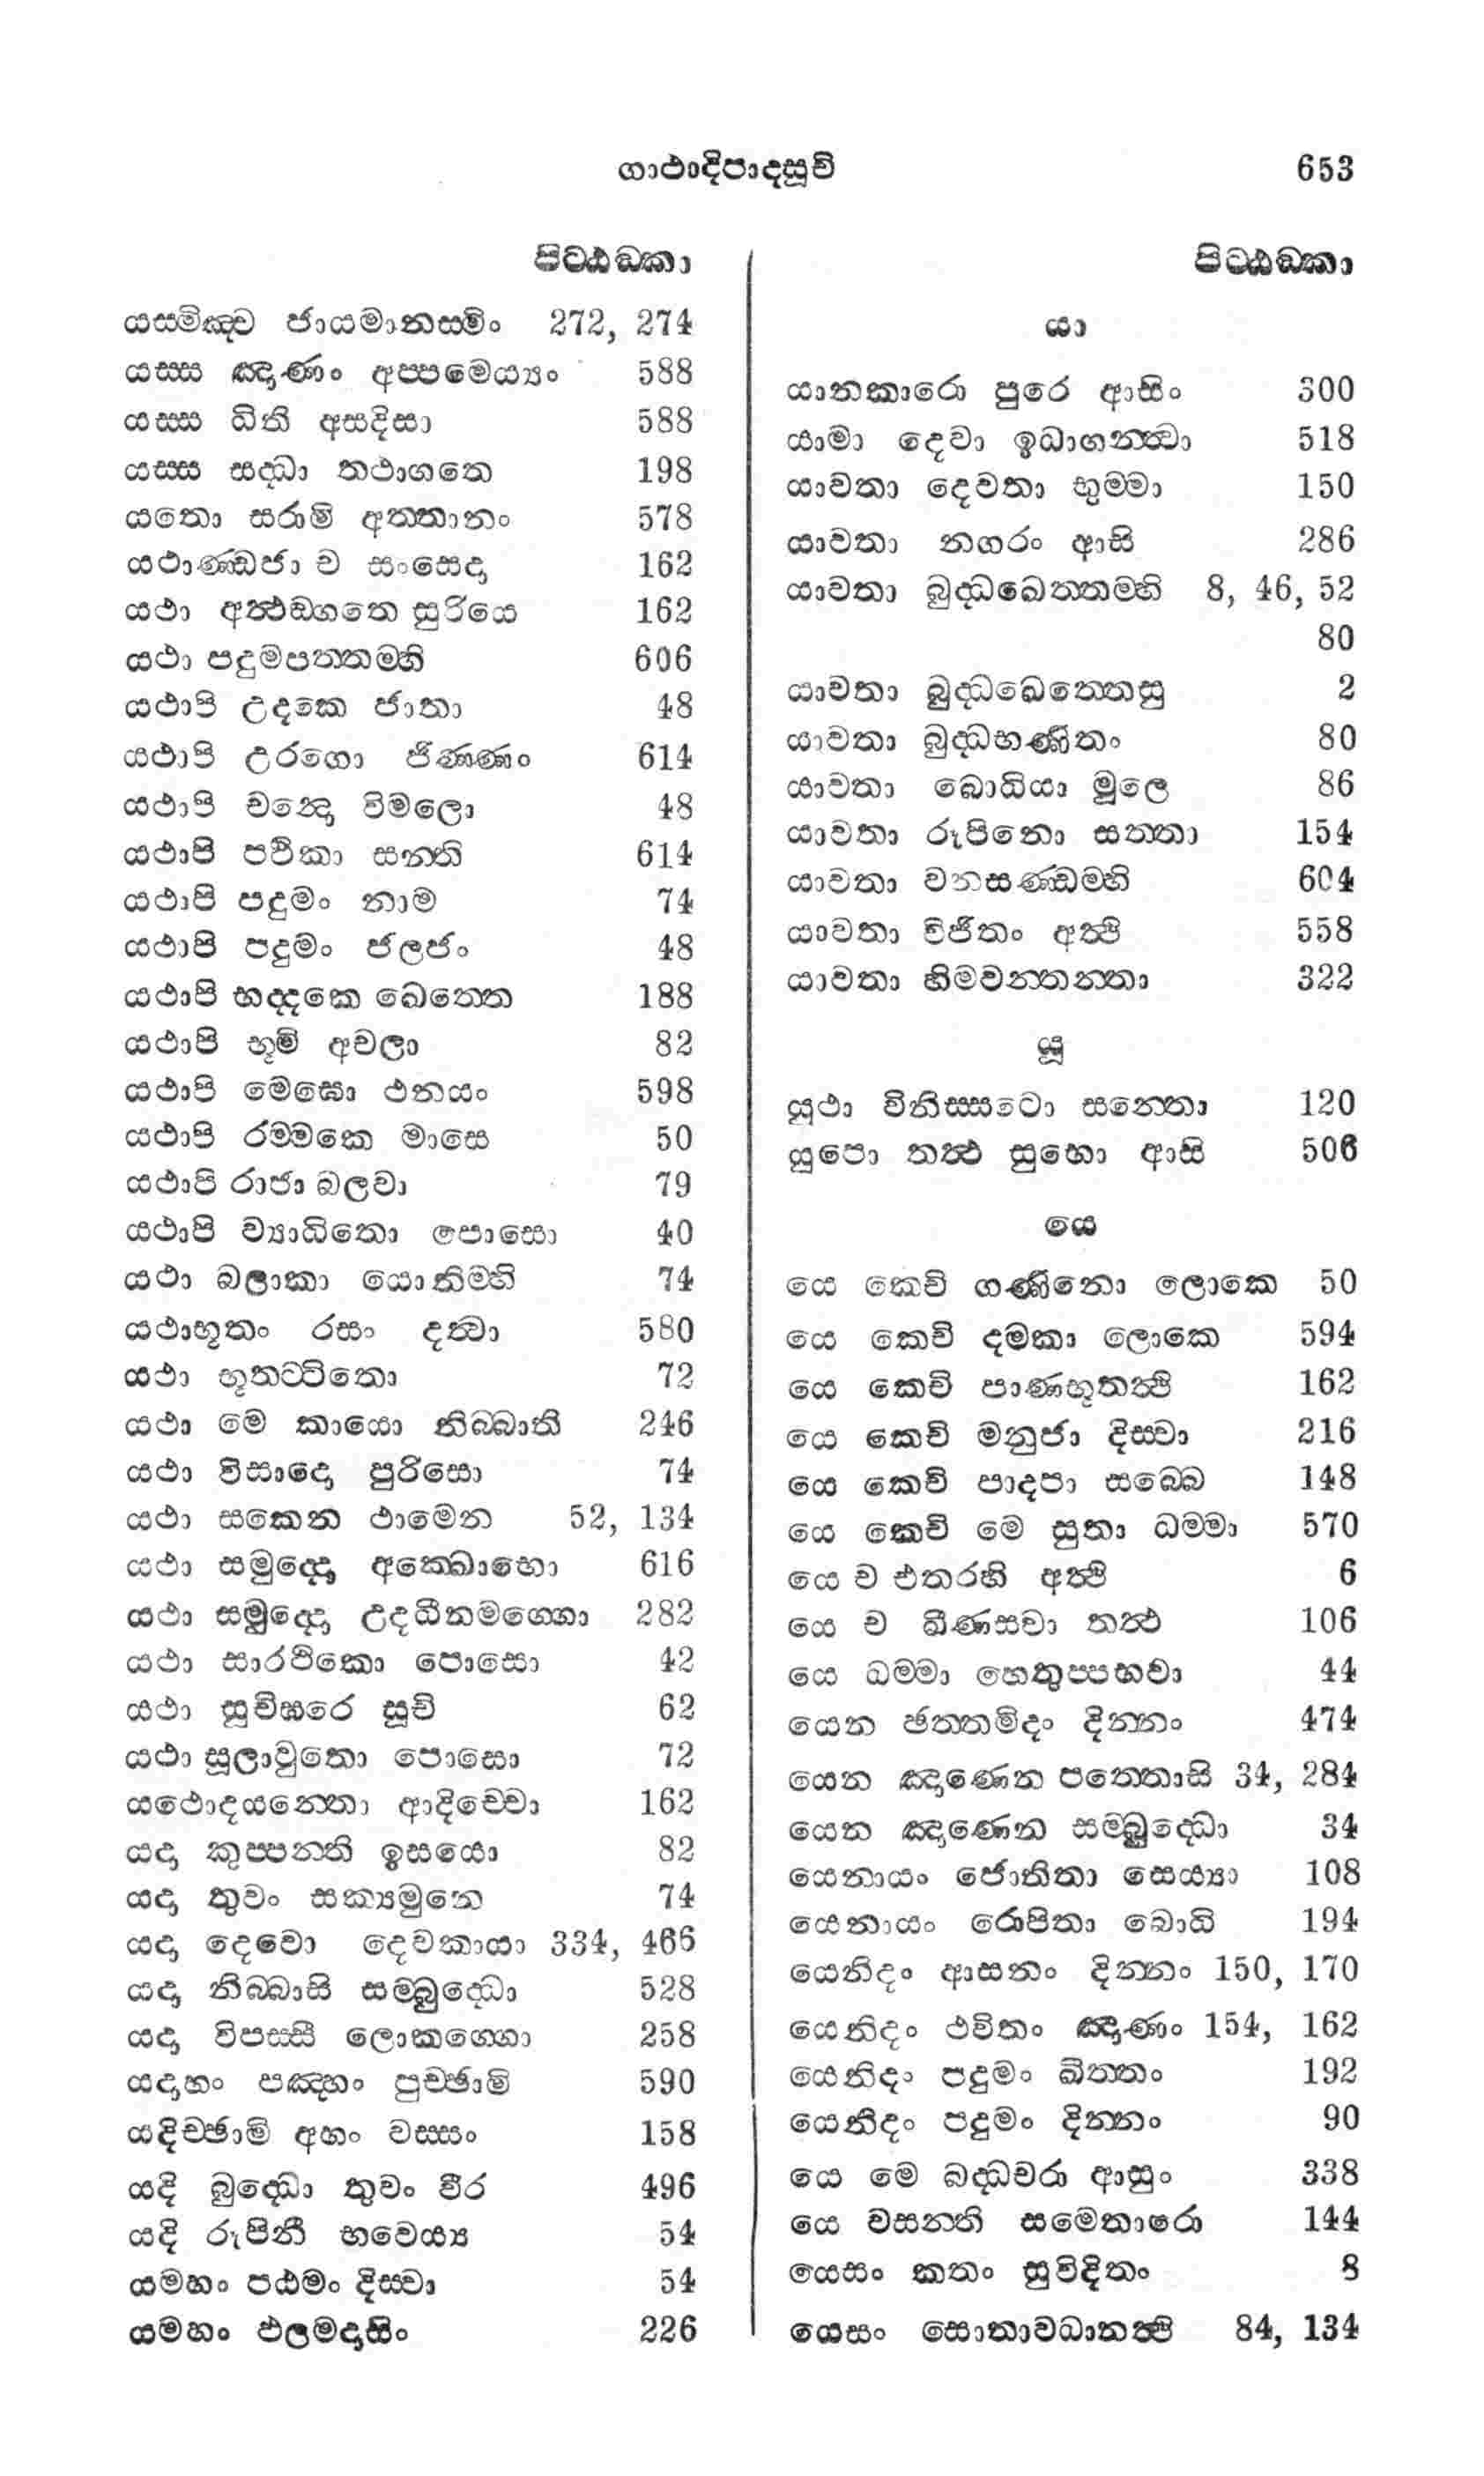 ගාථාදිපාදසූචි 653
පිට්ඨඞ්කා
යස්මිඤ්ච ජායමානස්මිං 272, 274
යස්ස ඤාණං අප්පමෙය්‍යං 588
යස්ස ධිති අසදිසා 588
යස්ස සද්ධා තථාගතෙ 198
යතො සරාමි අත්තානං 578
යථාණ්ඩජා ච සංසෙදා 162
යථා අත්ථඞ්ගතෙ සුරියෙ 162
යථා පදුමපත්තම්හි 606
යථාපි උදකෙ ජාතා 48
යථාපි උරගො ජිණ්ණං 614
යථාපි චන්දො විමලො 48
යථාපි පථිකා සන්ති 614
යථාපි පදුමං නාම 74
යථාපි පදුමං ජලජං 48
යථාපි භද්දකෙ ඛෙත්තෙ 188
යථාපි භූමි අචලා 82
යථාපි මෙඝො ථනයං 598
යථාපි රම්මකෙ මාසෙ 50
යථාපි රාජා බලවා 79
යථාපි ව්‍යාධිතො පොසො 40
යථා බලාකා යොනිම්හි 74
යථාභූතං රසං දත්වා 580
යථා භූතට්ටිතො 72
යථා මෙ කායො නිබ්බාති 246
යථා විසාදො පුරිසො 74
යථා සකෙන ථාමෙන 52, 134
යථා සමුද්දො අක්ඛොභො 616
යථා සමුද්දො උදධීනමග්ගො 282
යථා සාරථිකො පොසො 42
යථා සුචිඝරෙ සූචි 62
යථා සූලාවුතො පොසො 72
යථොදයන්තො ආදිච්චො 162
යදා කුප්පන්ති ඉසයො 82
යදා තුවං සක්‍යමුනෙ 74
යදා දෙවො දෙවකායා 334, 466
යදා නිබ්බාසි සම්බුද්ධො 528
යදා විපස්සී ලොකග්ගො 258
යදාහං පඤ්හං පුච්ඡාමි 590
යදිච්ඡාමි අහං වස්සං 158
යදි බුද්ධො තුවං වීර 496
යදි රූපිනී භවෙය්‍ය 54
යමහං පඨමං දිස්වා 54
යමහං ඵලමදාසිං 226
පිට්ඨඞ්කා
යා
යානකාරො පුරෙ ආසිං 300
යාමා දෙවා ඉධාගන්ත්වා 518
යාවතා දෙවතා භුම්මා 150
යාවතා නගරං ආසි 286
යාවතා බුද්ධඛෙත්තම්හි 8, 46, 52
80
යාවතා බුද්ධඛෙත්තෙසු 2
යාවතා බුද්ධභණිතං 80
යාවතා බොධියා මූලෙ 86
යාවතා රූපිනො සත්තා 154
යාවතා වනසණ්ඩම්හි 604
යාවතා විජිතං අත්ථි 558
යාවතා හිමවන්තන්තා 322
යූ
යූථා විනිස්සටො සන්තො 120
යූපො තත්ථ සුභො ආසි 506
යෙ
යෙ කෙචි ගණිනො ලොකෙ 50
යෙ කෙචි දමකා ලොකෙ 594
යෙ කෙචි පාණභූතත්ථි 162
යෙ කෙචි මනුජා දිස්වා 216
යෙ කෙචි පාදපා සබ්බෙ 148
යෙ කෙචි මෙ සුතා ධම්මා 570
යෙ ච එතරහි අත්ථි 6
යෙ ච ඛීණසවා තත්ථ 106
යෙ ධම්මා හෙතුප්පභවා 44
යෙන ඡත්තමිදං දින්නං 474
යෙන ඤාණෙන පත්තොසි 34, 284
යෙන ඤාණෙන සම්බුද්ධො 34
යෙනායං ජොතිතා සෙය්‍යා 108
යෙනායං රොපිතා බොධි 194
යෙනිදං ආසනං දින්නං 150, 170
යෙනිදං ථවිතං ඤාණං 154, 162
යෙනිදං පදුමං ඛිත්තං 192
යෙනිදං පදුමං දින්නං 90
යෙ මෙ බද්ධචරා ආසුං 338
යෙ වසන්ති සමෙතාරො 144
යෙසං කතං සුවිදිතං 8
යෙසං සොතාවධානත්ථි 84, 134